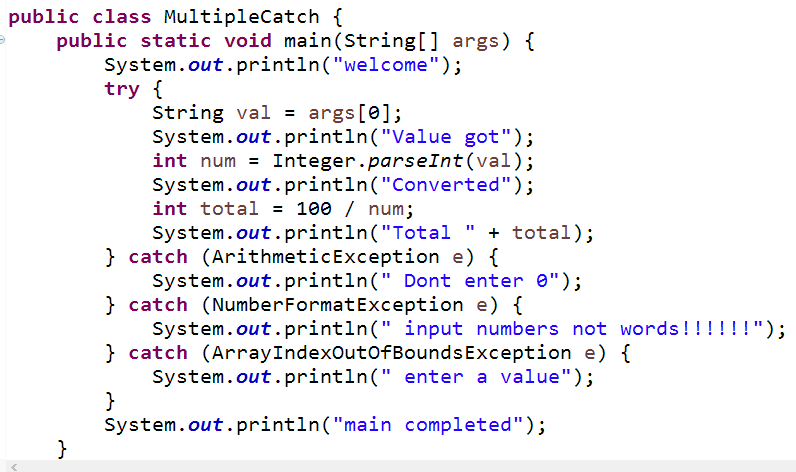 public class MultipleCatch {
public static void main(String[] args) {
System.out.println("welcome");
try {
String val = args[0];
System.out.println("Value got");
int num = Integer.parseInt(val);
System.out.println("Converted");
int total = 100 / num;
System.out.println("Total " + total);
} catch (ArithmeticException e) {
System.out.println(" Dont enter 0");
} catch (NumberFormatException e) {
System.out.println(" input numbers not words!!!!!!");
} catch (ArrayIndexOutOfBoundsException e) {
System.out.println(" enter a value");
}
System.out.println("main completed");
}